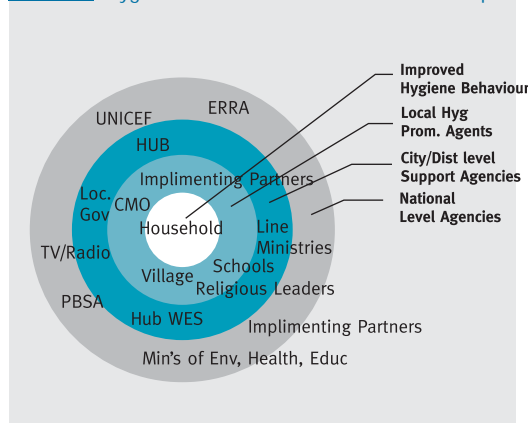 Improved
Hygiene Behaviour
ERRA
UNICEF
Local Hyg
Prom. Agents
HUB
City/Dist level
Support Agencies
Implimenting Partners
Loc.
Gov
CMO
National
Level Agencies
Household
Line
Ministries
TV/Radio
Schools
Village
Religious Leaders
PBSA
Hub WES
Implimenting Partners
Min's of Env, Health, Educ